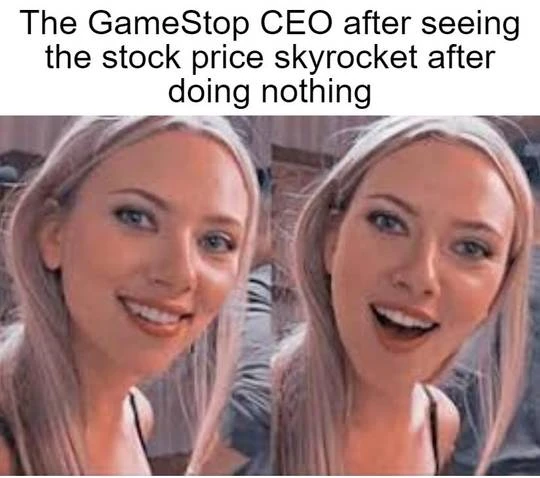 The GameStop CEO after seeing
the stock price skyrocket after
doing nothing